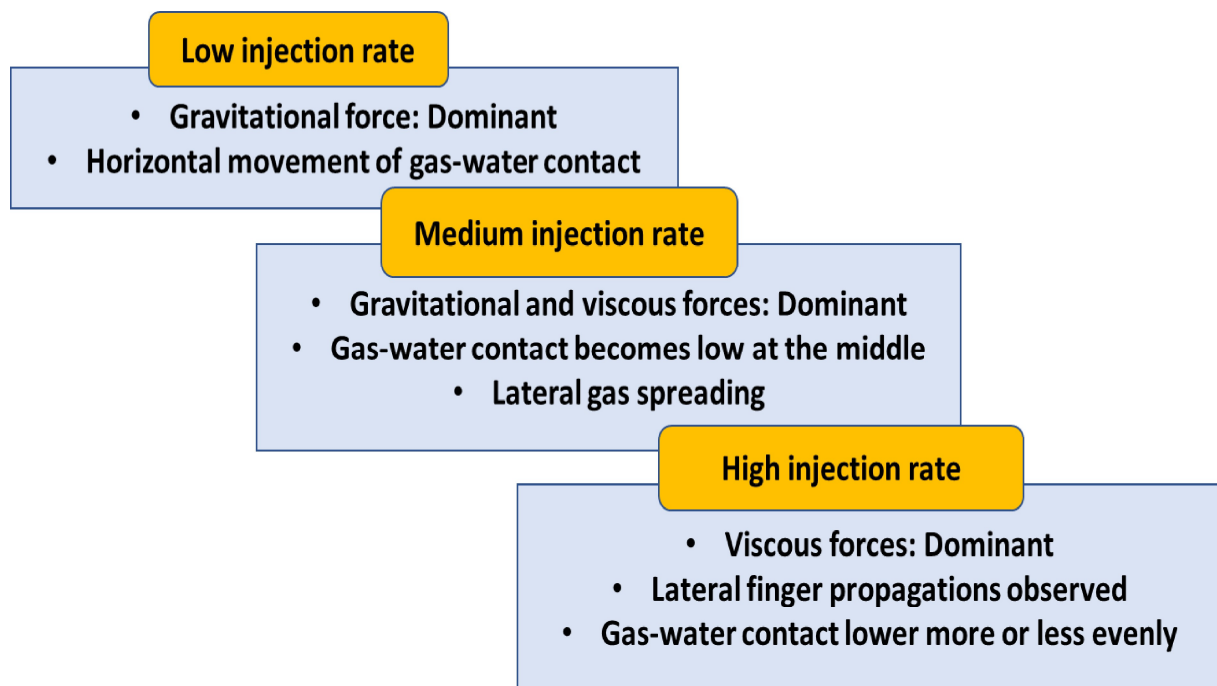 Low injection rate
• Gravitational force: Dominant
• Horizontal movement of gas-water contact
Medium injection rate
• Gravitational and viscous forces: Dominant
• Gas-water contact becomes low at the middle
• Lateral gas spreading
High injection rate
• Viscous forces: Dominant
• Lateral finger propagations observed
• Gas-water contact lower more or less evenly